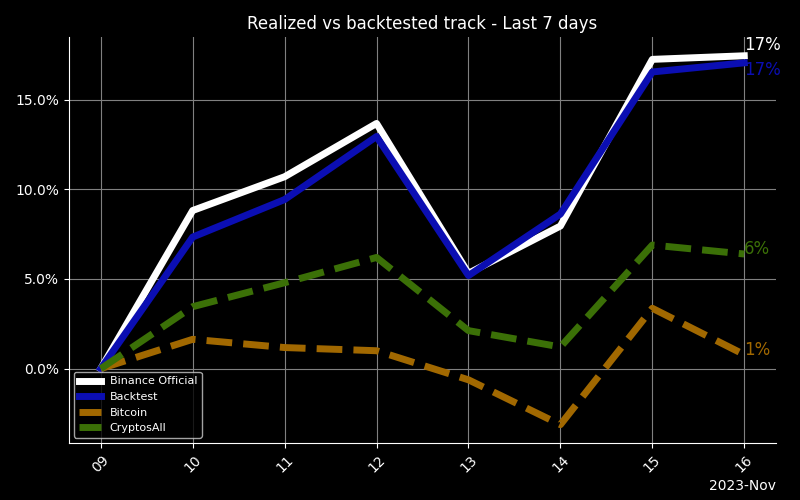 Realized vs backtested track - Last 7 days
17%
17%
15.0%
10.0%
6%
5.0%
1%
0.0%
Binance Official
Backtest
Bitcoin
CryptosAll
09 10 11 12 13 14 15 16
2023-Nov